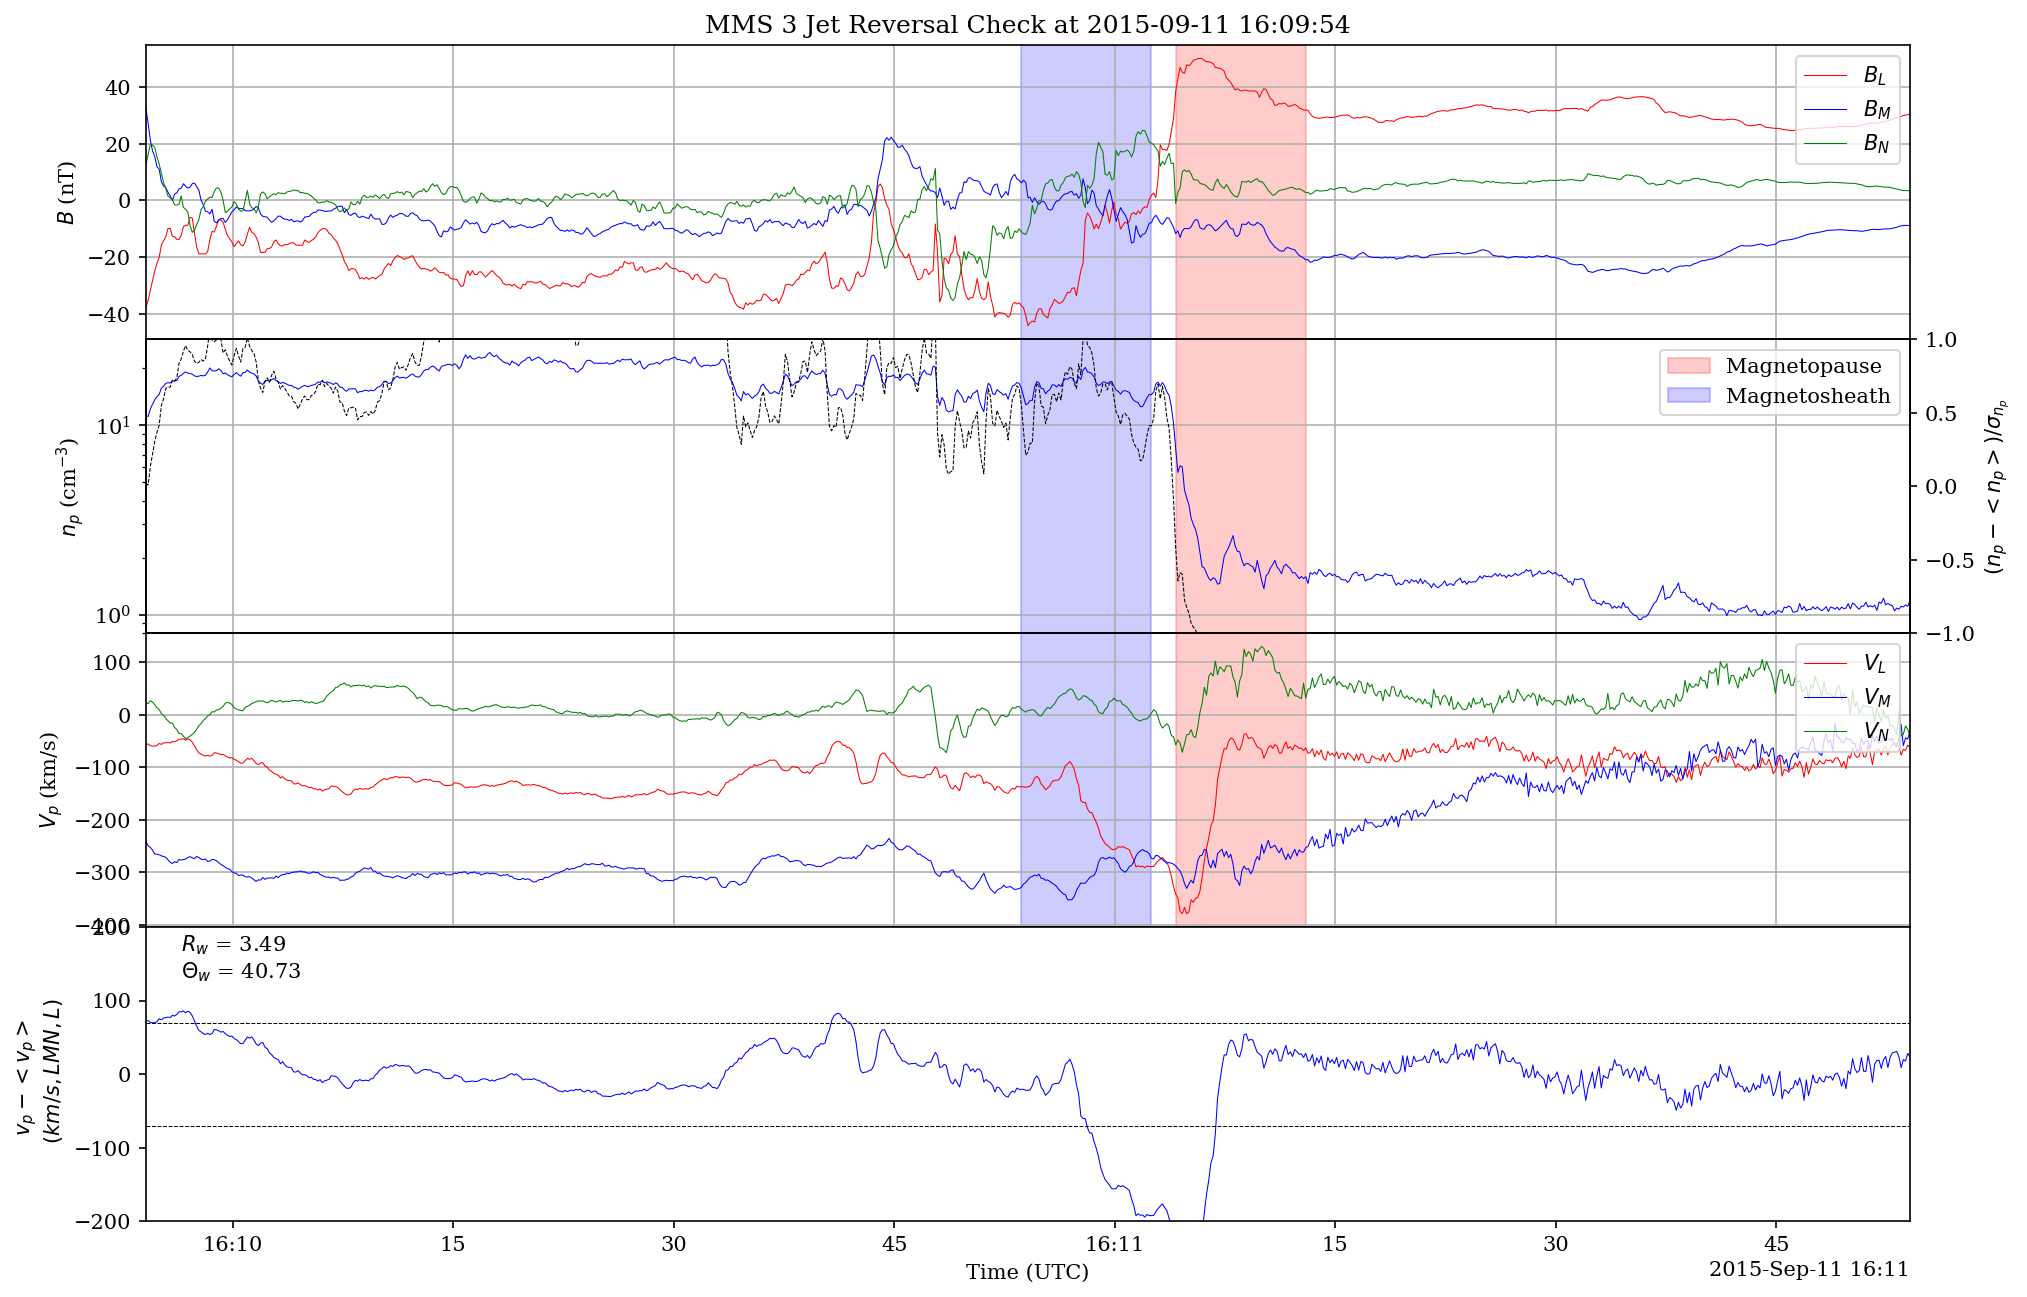 MMS 3 Jet Reversal Check at 2015-09-11 16:09:54
40
20
0
−20
−40
B (nT)
B_L
B_M
B_N
10^1
10^0
n_p (cm^{−3})
1.0
0.5
0.0
−0.5
−1.0
(n_p − < n_p >)/σ_{n_p}
Magnetopause
Magnetosheath
100
0
−100
−200
−300
−400
V_p (km/s)
V_L
V_M
V_N
200
100
0
−100
−200
v_p − < v_p >
(km/s, LMN, L)
R_w = 3.49
Θ_w = 40.73
16:10 15 30 45 16:11 15 30 45
Time (UTC)
2015-Sep-11 16:11